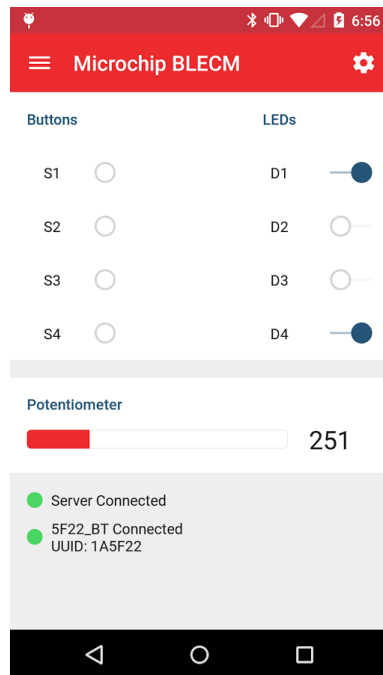 6:56
Microchip BLECM
Buttons LEDs
S1 D1
S2 D2
S3 D3
S4 D4
Potentiometer
251
Server Connected
5F22_BT Connected
UUID: 1A5F22